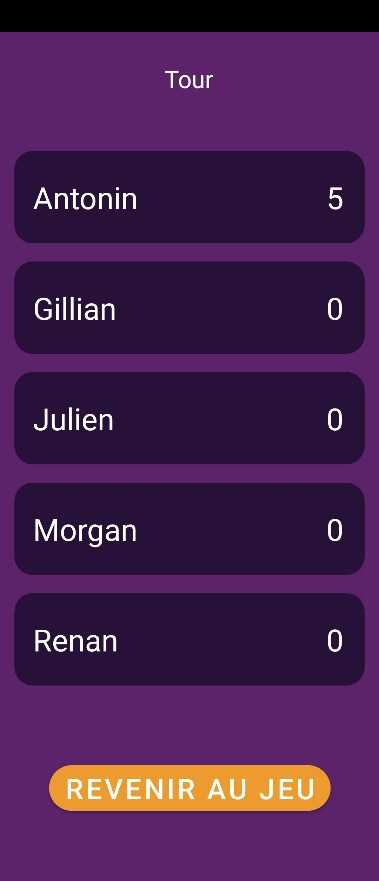 Tour
Antonin 5
Gillian 0
Julien 0
Morgan 0
Renan 0
REVENIR AU JEU